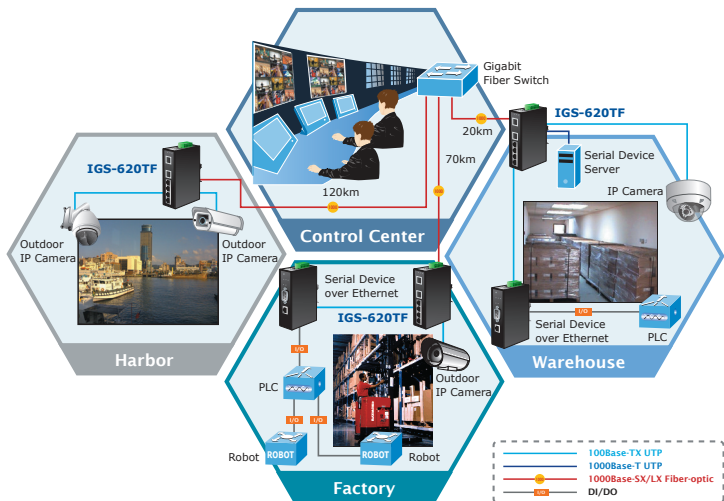 Gigabit
Fiber Switch
IGS-620TF
20km
70km
120km
Serial Device
Server
IP Camera
Control Center
IGS-620TF
Outdoor
IP Camera
Outdoor
IP Camera
Harbor
I/O
Serial Device
over Ethernet
PLC
Warehouse
Serial Device
over Ethernet
IGS-620TF
I/O
PLC
Outdoor
IP Camera
I/O
I/O
Robot
ROBOT
ROBOT
Robot
Factory
100Base-TX UTP
1000Base-T UTP
1000Base-SX/LX Fiber-optic
I/O
DI/DO